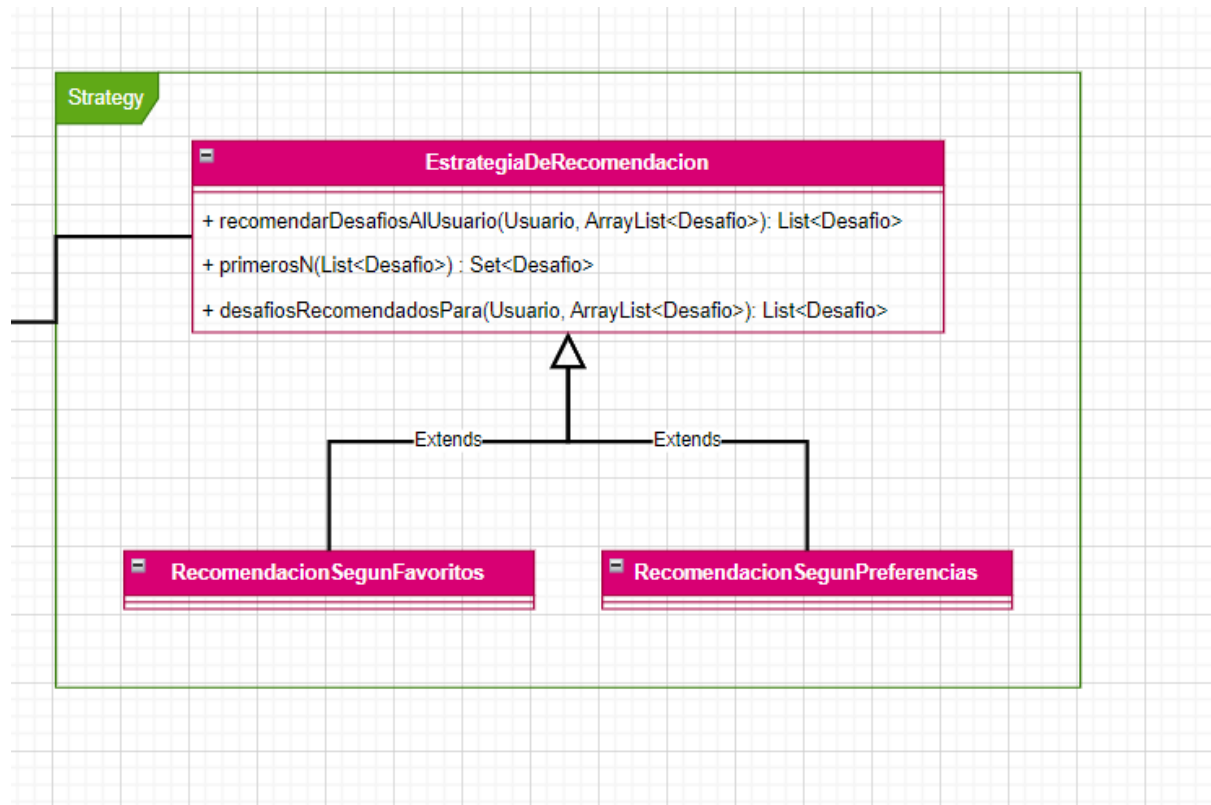 Strategy
EstrategiaDeRecomendacion
+ recomendarDesafiosAlUsuario(Usuario, ArrayList<Desafio>): List<Desafio>
+ primerosN(List<Desafio>) : Set<Desafio>
+ desafiosRecomendadosPara(Usuario, ArrayList<Desafio>): List<Desafio>
Extends Extends
RecomendacionSegunFavoritos RecomendacionSegunPreferencias